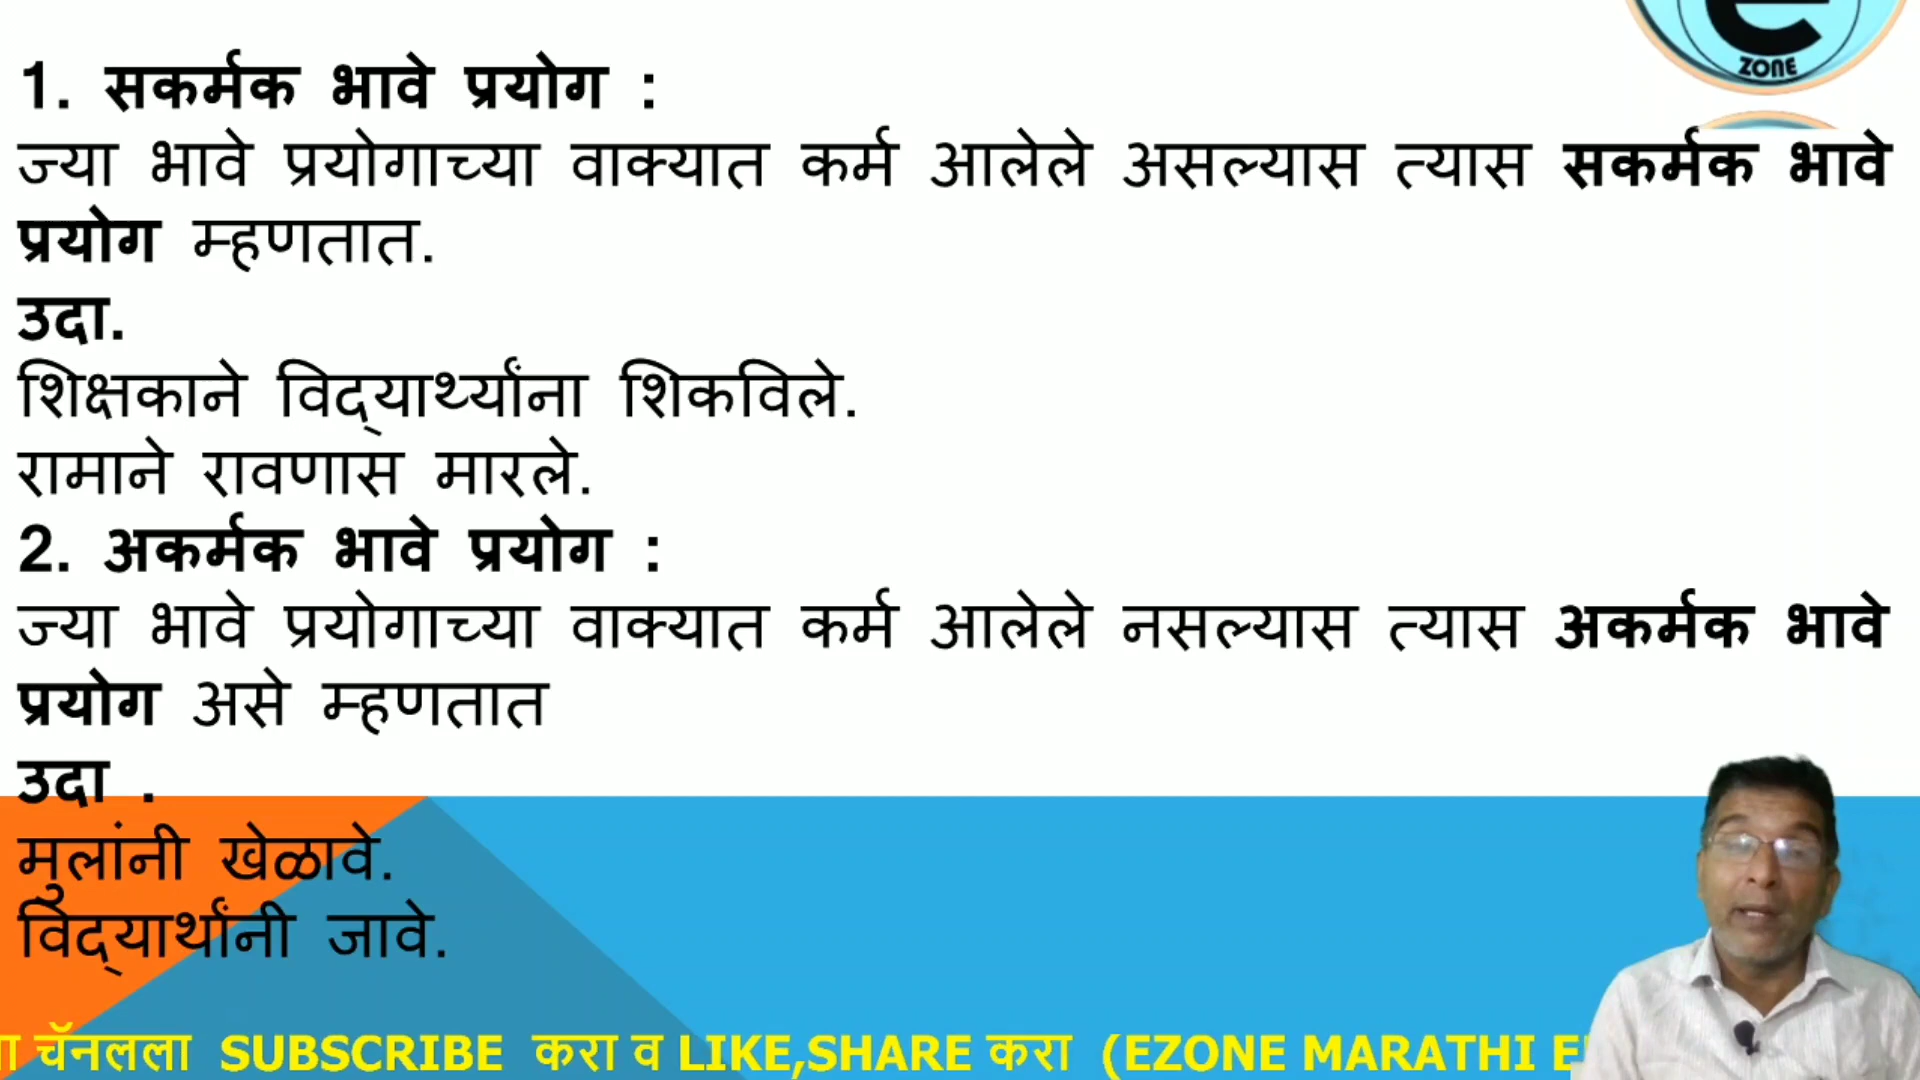 ZONE
1. सकर्मक भावे प्रयोग :
ज्या भावे प्रयोगाच्या वाक्यात कर्म आलेले असल्यास त्यास सकर्मक भावे
प्रयोग म्हणतात.
उदा.
शिक्षकाने विद्‌यार्थ्यांना शिकविले.
रामाने रावणास मारले.
2. अकर्मक भावे प्रयोग :
ज्या भावे प्रयोगाच्या वाक्यात कर्म आलेले नसल्यास त्यास अकर्मक भावे
प्रयोग असे म्हणतात
उदा .
मुलांनी खेळावे.
विद्‌यार्थांनी जावे.
चॅनलला SUBSCRIBE करा व LIKE,SHARE करा (EZONE MARATHI